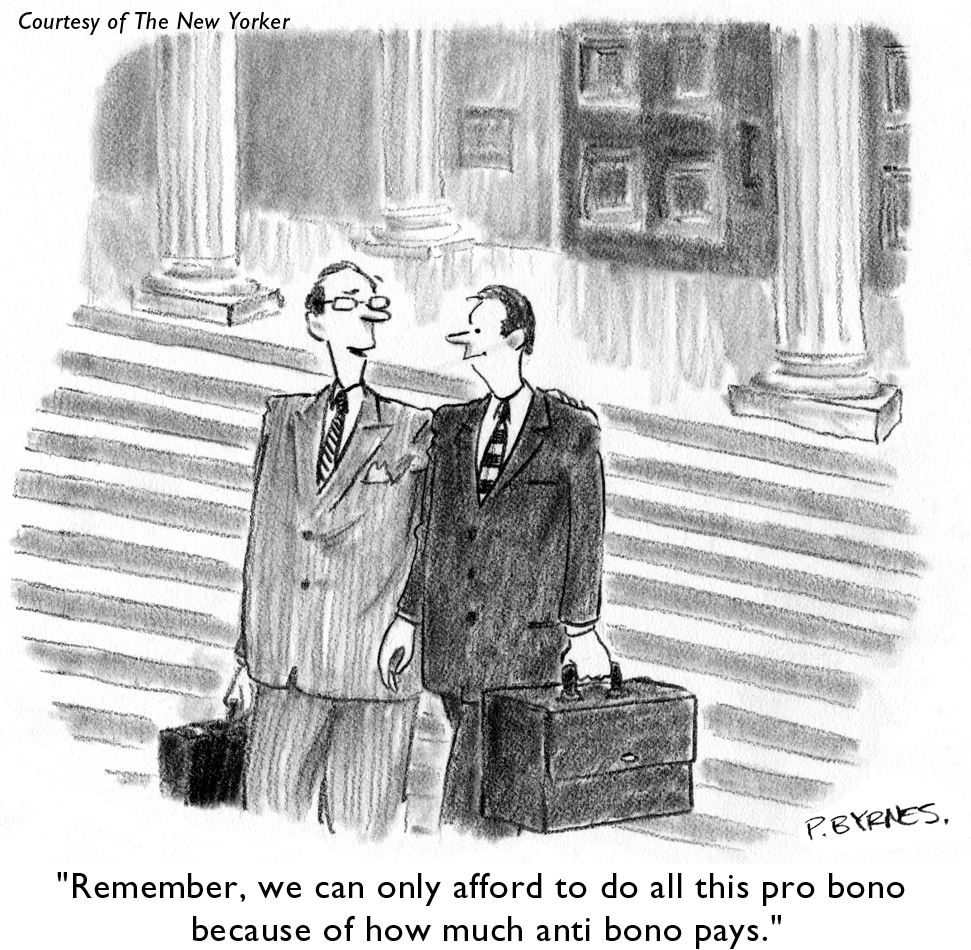 Courtesy of The New Yorker
P. BYRNES.
"Remember, we can only afford to do all this pro bono
because of how much anti bono pays."